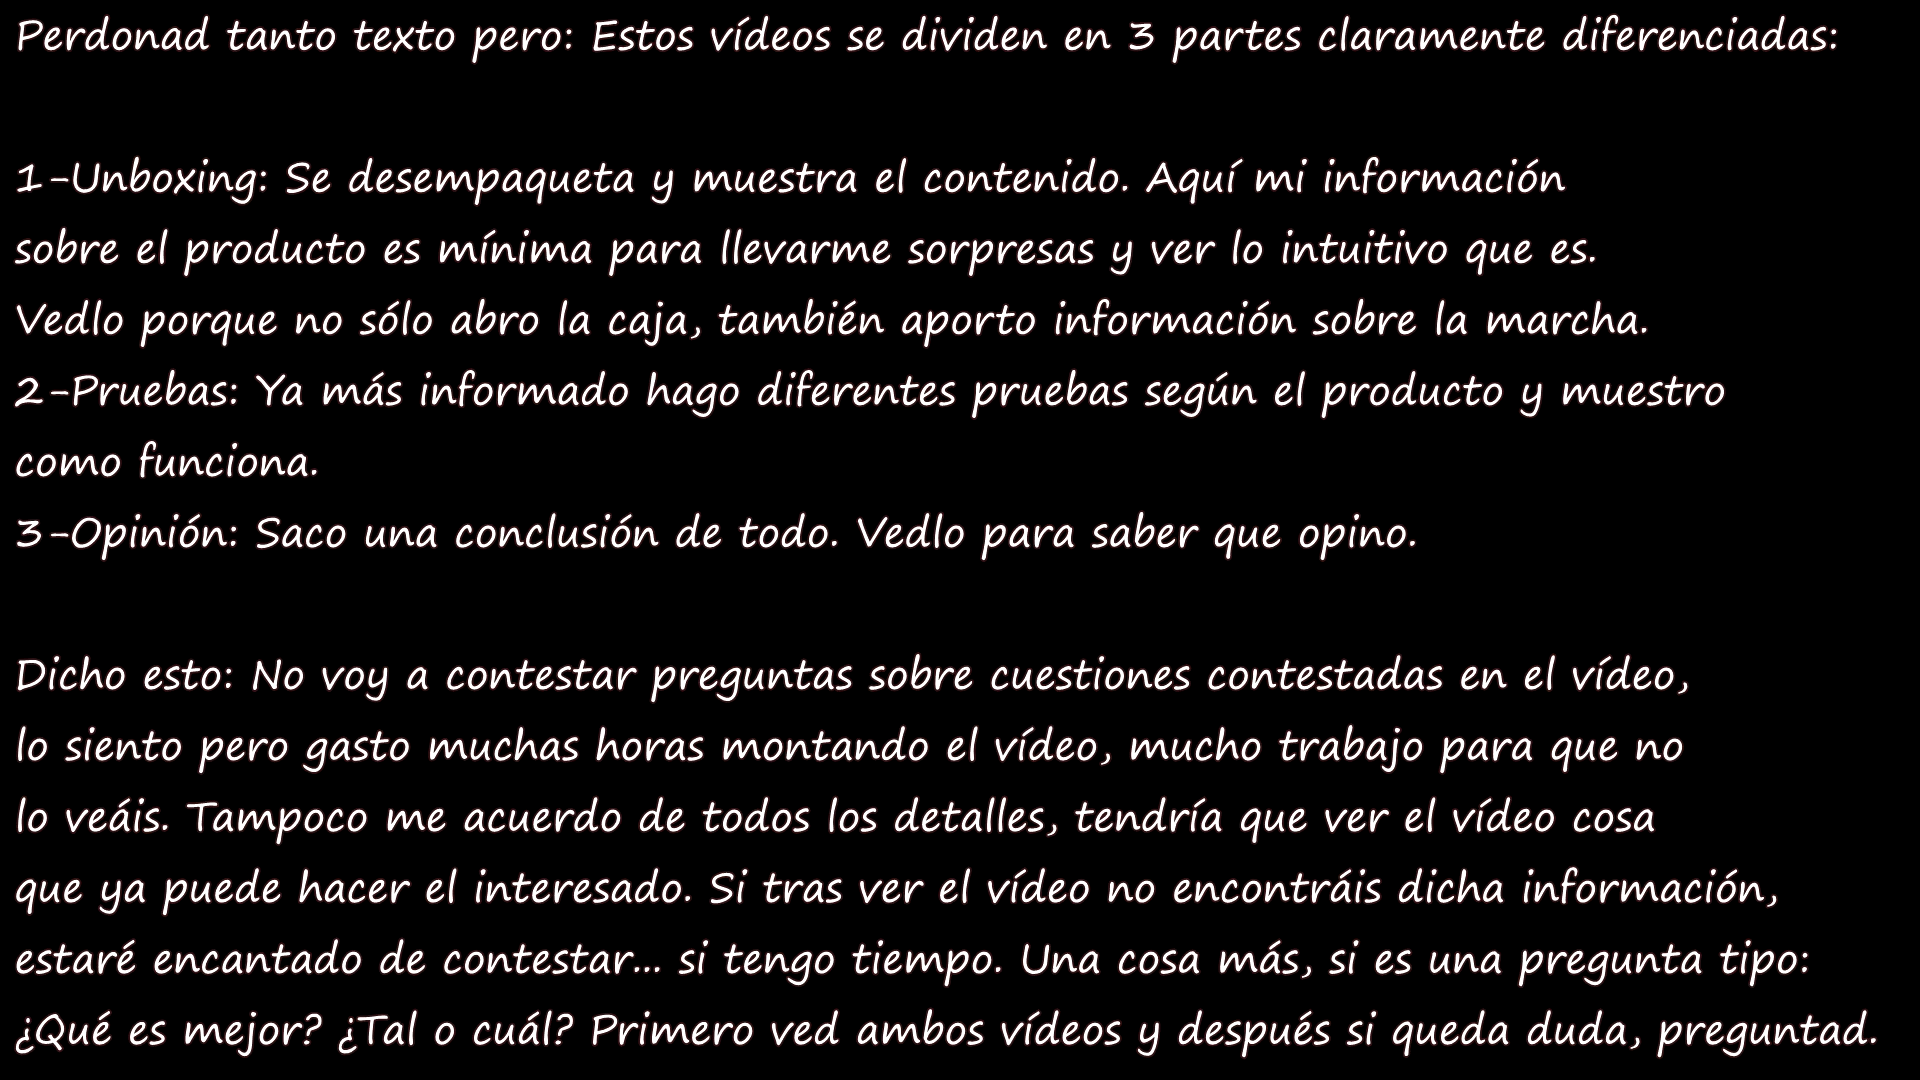 Perdonad tanto texto pero: Estos vídeos se dividen en 3 partes claramente diferenciadas:
1-Unboxing: Se desempaqueta y muestra el contenido. Aquí mi información
sobre el producto es mínima para llevarme sorpresas y ver lo intuitivo que es.
Vedlo porque no sólo abro la caja, también aporto información sobre la marcha.
2-Pruebas: Ya más informado hago diferentes pruebas según el producto y muestro
como funciona.
3-Opinión: Saco una conclusión de todo. Vedlo para saber que opino.
Dicho esto: No voy a contestar preguntas sobre cuestiones contestadas en el vídeo,
lo siento pero gasto muchas horas montando el vídeo, mucho trabajo para que no
lo veáis. Tampoco me acuerdo de todos los detalles, tendría que ver el vídeo cosa
que ya puede hacer el interesado. Si tras ver el vídeo no encontráis dicha información,
estaré encantado de contestar... si tengo tiempo. Una cosa más, si es una pregunta tipo:
¿Qué es mejor? ¿Tal o cuál? Primero ved ambos vídeos y después si queda duda, preguntad.